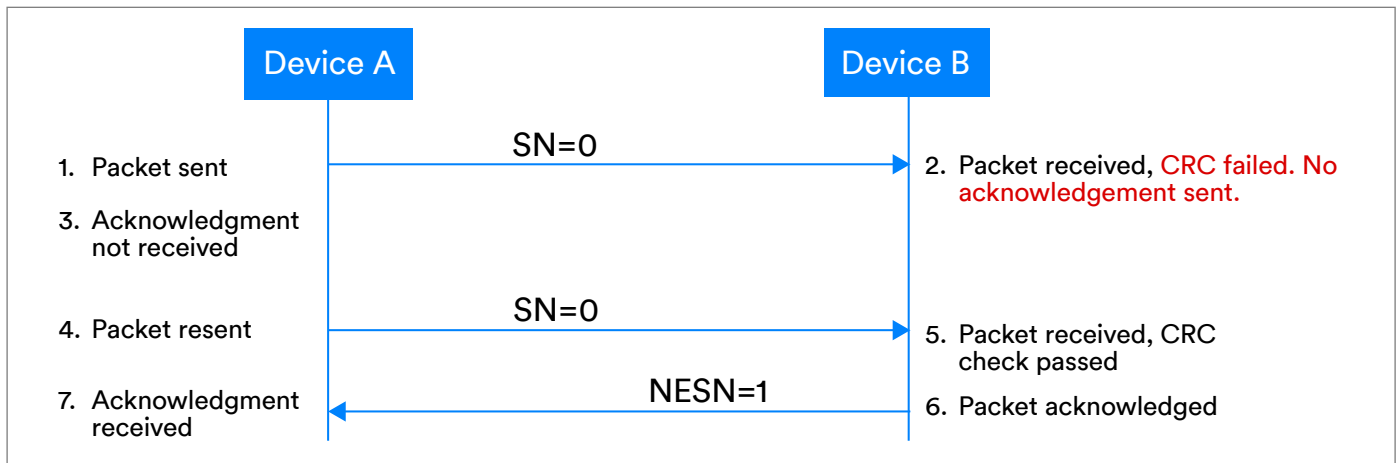 Device A
Device B
SN=0
1. Packet sent
2. Packet received, CRC failed. No
acknowledgement sent.
3. Acknowledgment
not received
SN=0
4. Packet resent
5. Packet received, CRC
check passed
NESN=1
7. Acknowledgment
received
6. Packet acknowledged